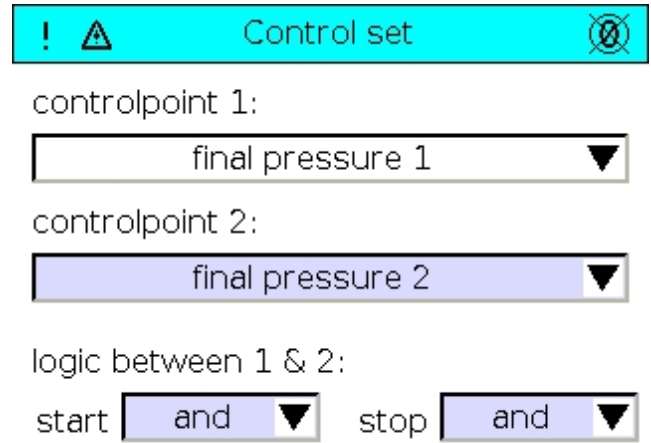 ! Control set
controlpoint 1:
final pressure 1
controlpoint 2:
final pressure 2
logic between 1 & 2:
start and stop and